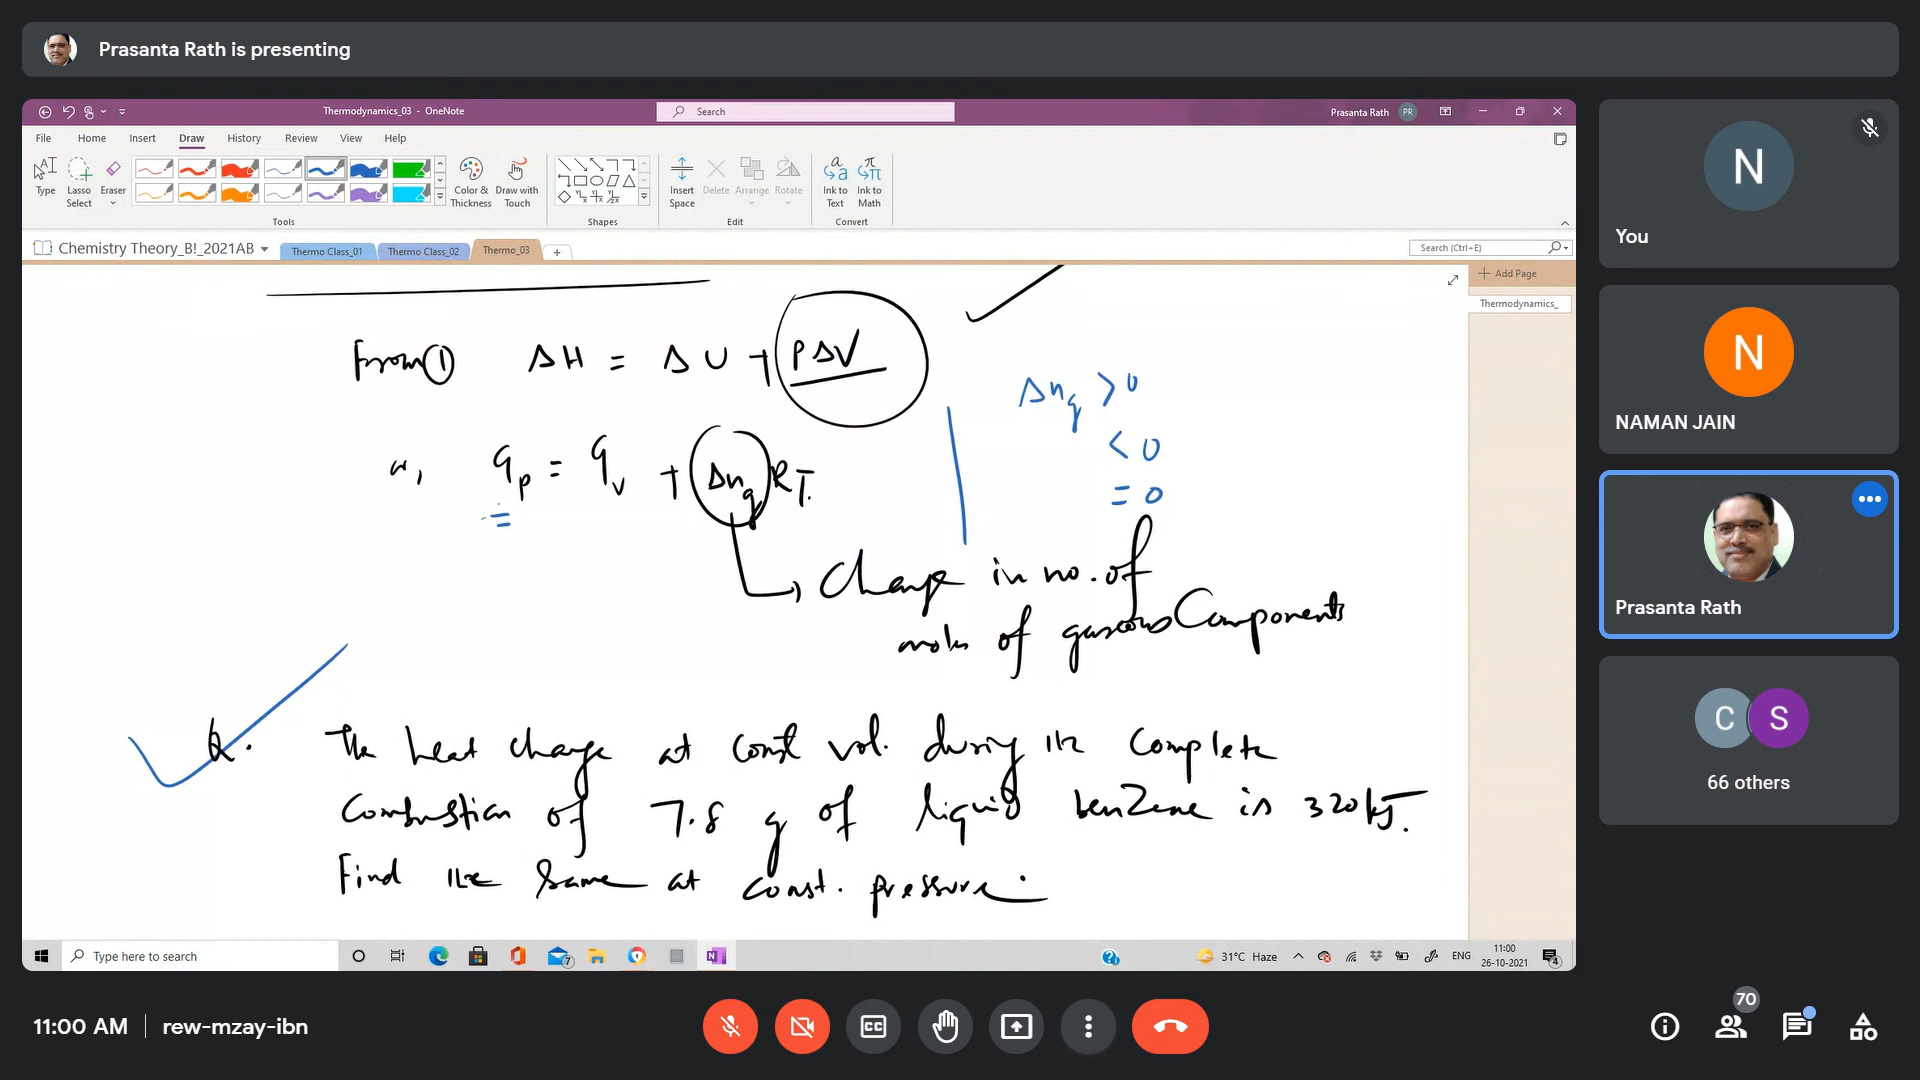 Prasanta Rath is presenting
Thermodynamics_03 - OneNote
Search
Prasanta Rath PR
File Home Insert Draw History Review View Help
Type
Lasso Select
Eraser
Tools
Color & Thickness
Draw with Touch
Shapes
Insert Space
Delete
Arrange
Rotate
Edit
Ink to Text
Ink to Math
Convert
Chemistry Theory_B!_2021AB
Thermo Class_01
Thermo Class_02
Thermo_03
Search (Ctrl+E)
Add Page
Thermodynamics_
From ① ΔH = ΔU + PΔV
Δng > 0
< 0
= 0
or, qp = qv + Δng RT.
Change in no. of
moles of gaseous Components
Q. The heat change at const vol. during the complete
combustion of 7.8 g of liquid benzene is 320 kJ.
Find the same at const. pressure.
Type here to search
7
31°C Haze
ENG
11:00
26-10-2021
4
N
You
N
NAMAN JAIN
Prasanta Rath
C S
66 others
11:00 AM | rew-mzay-ibn
CC
70